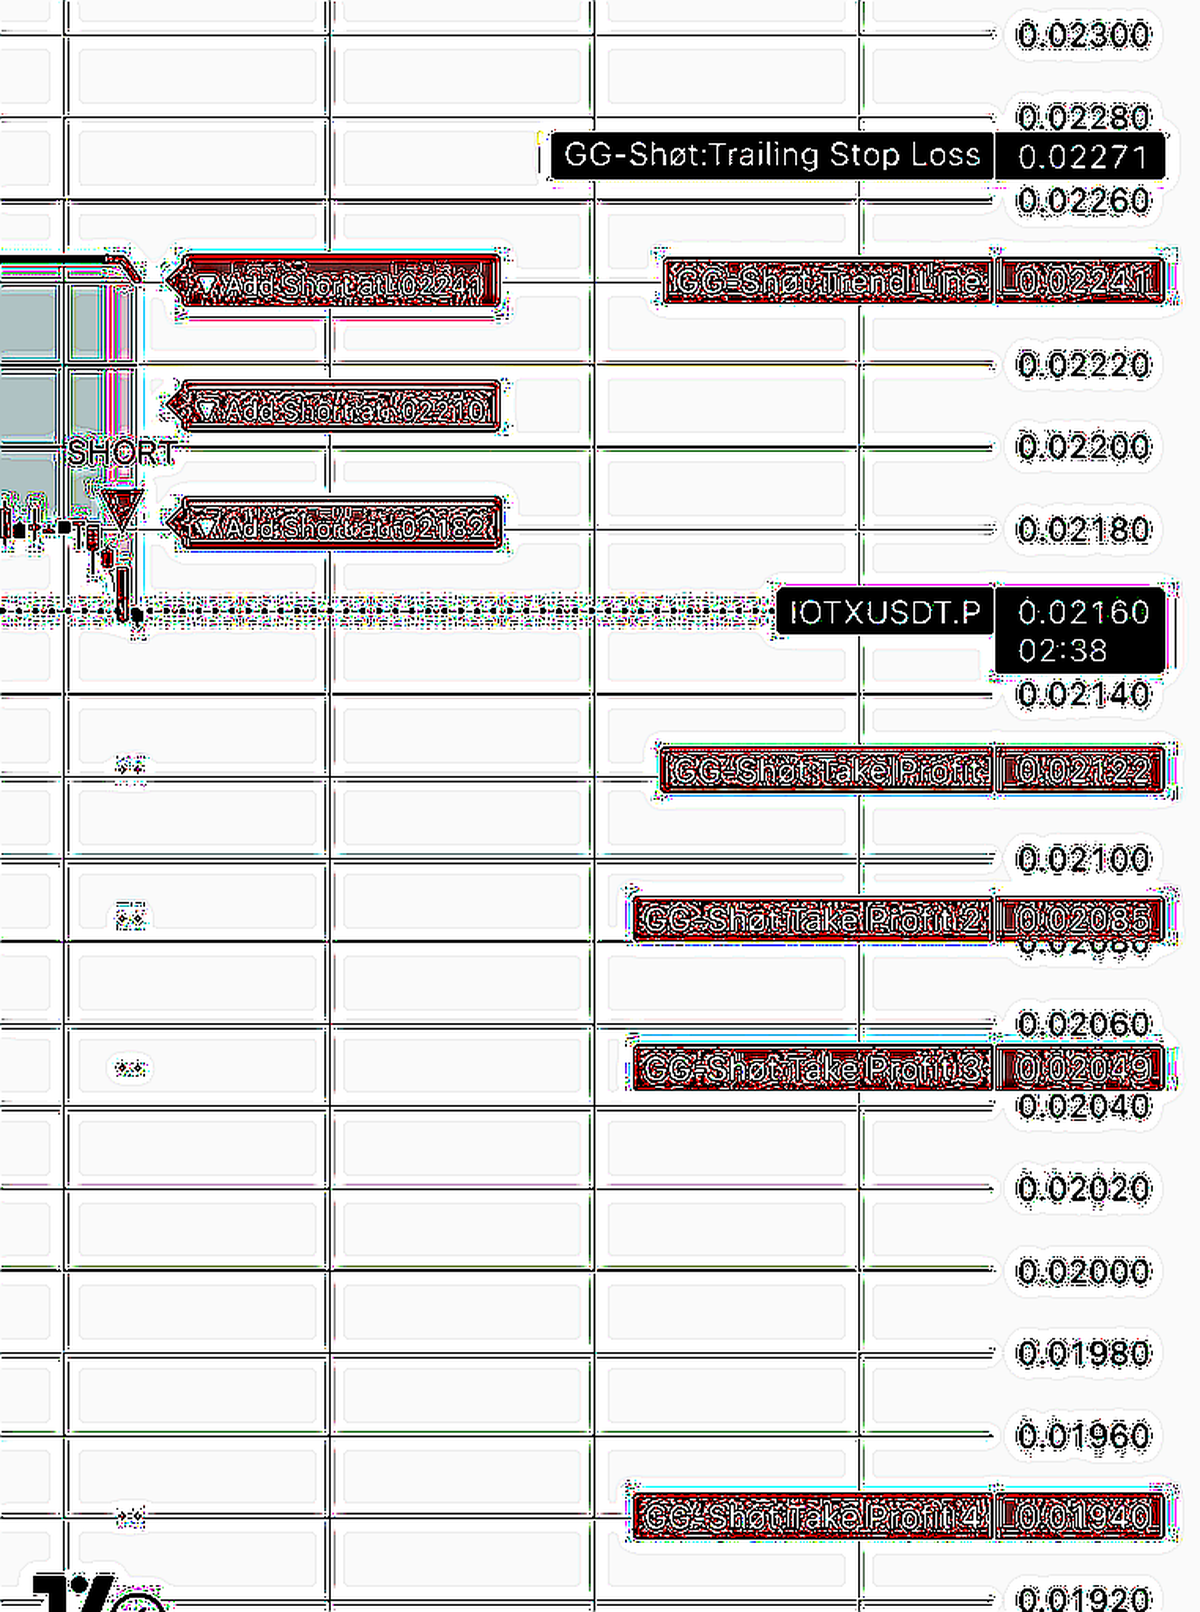 0.02300
0.02280
GG-Shøt:Trailing Stop Loss 0.02271
0.02260
Add Short at .02241
GG-Shøt:Trend Line 0.02241
0.02220
Add Short at .02210
0.02200
SHORT
Add Short at .02182
0.02180
IOTXUSDT.P 0.02160
02:38
0.02140
GG-Shøt:Take Profit 0.02122
0.02100
GG-Shøt:Take Profit 2 0.02085
0.02080
0.02060
GG-Shøt:Take Profit 3 0.02049
0.02040
0.02020
0.02000
0.01980
0.01960
GG-Shøt:Take Profit 4 0.01940
0.01920